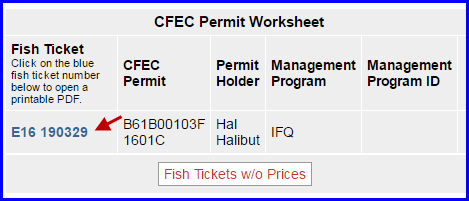 CFEC Permit Worksheet
Fish Ticket
Click on the blue
fish ticket number
below to open a
printable PDF.
CFEC
Permit
Permit
Holder
Management
Program
Management
Program ID
E16 190329
B61B00103F
1601C
Hal
Halibut
IFQ
Fish Tickets w/o Prices